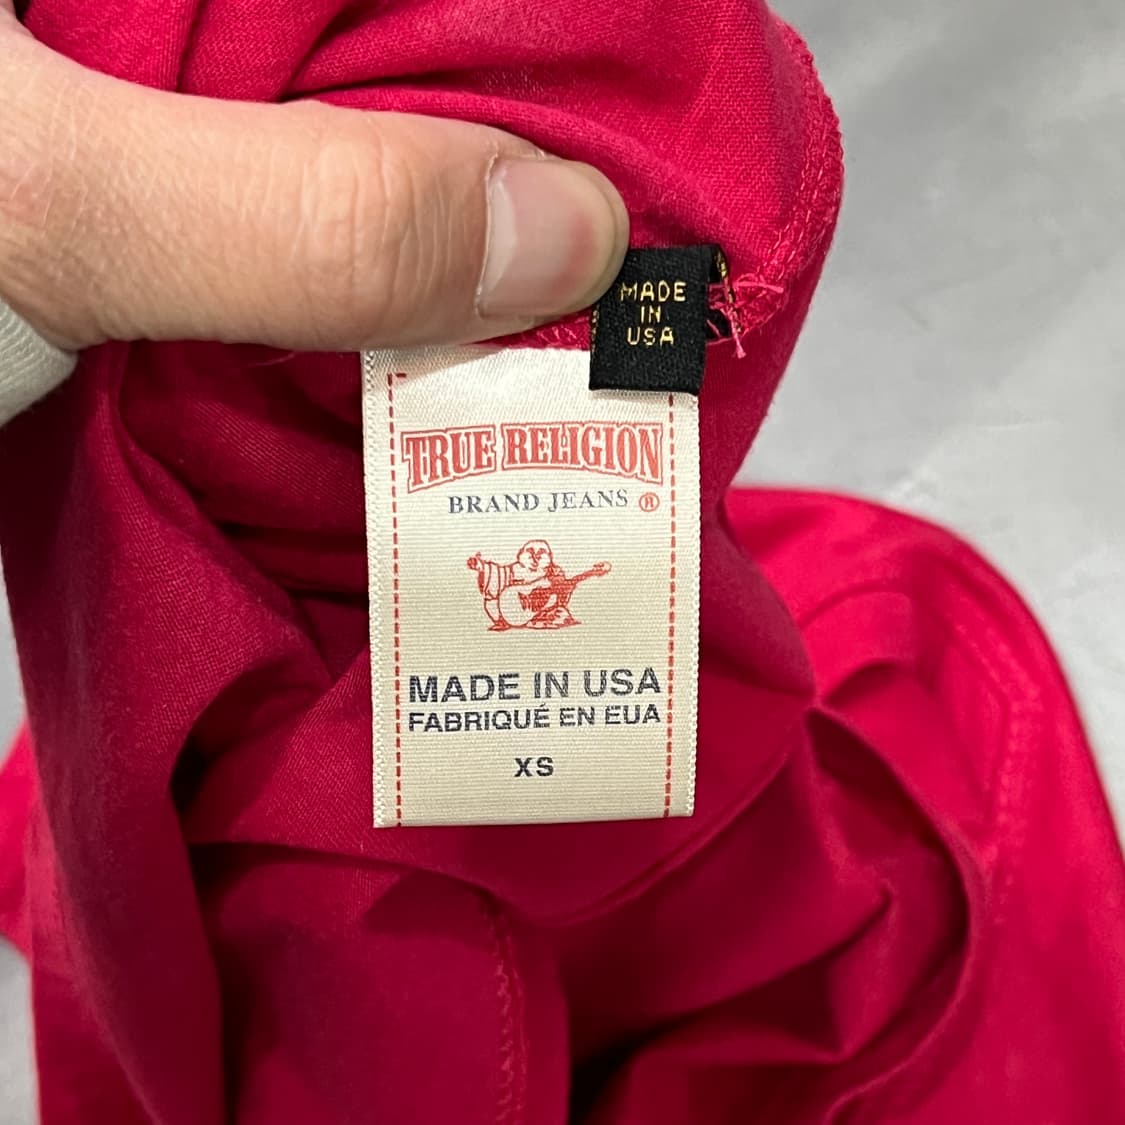 MADE
IN
USA
TRUE RELIGION
BRAND JEANS ®
MADE IN USA
FABRIQUÉ EN EUA
XS